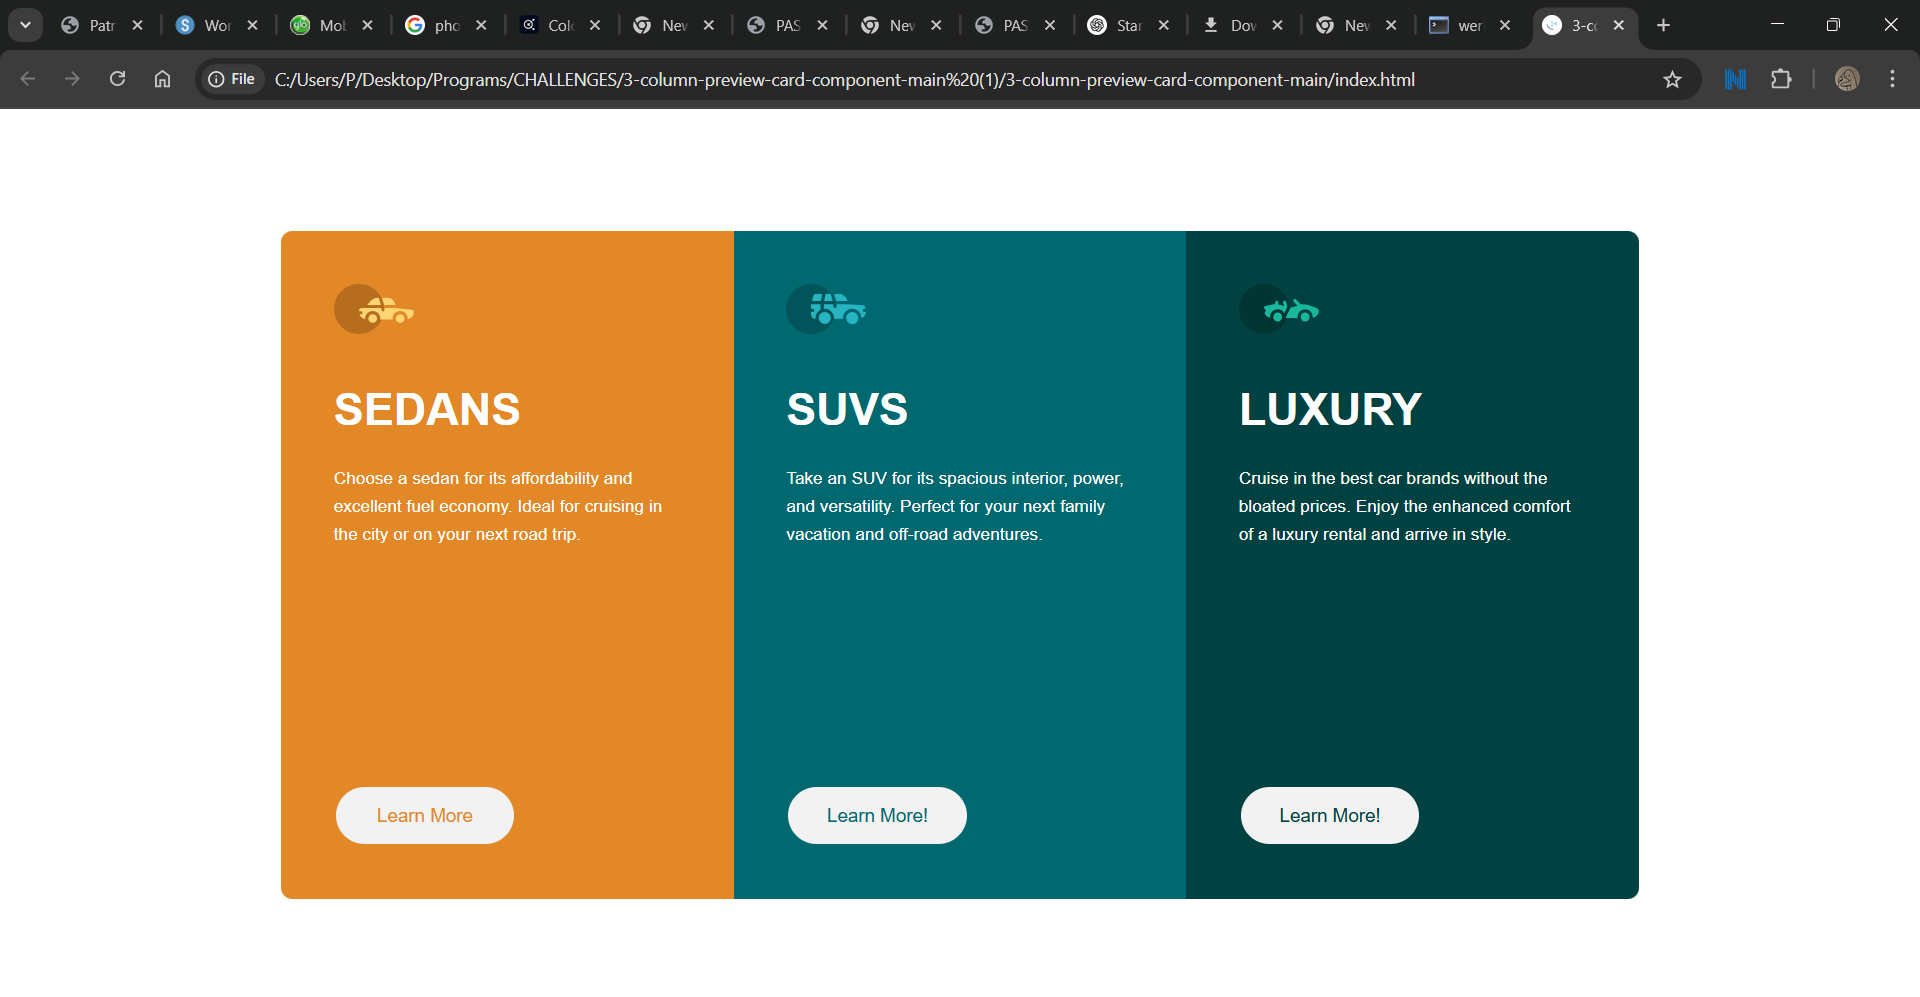 Patr
Wor
Mob
pho
Colo
New
PAS
New
PAS
Star
Dow
New
wer
3-co
File
C:/Users/P/Desktop/Programs/CHALLENGES/3-column-preview-card-component-main%20(1)/3-column-preview-card-component-main/index.html
SEDANS
Choose a sedan for its affordability and
excellent fuel economy. Ideal for cruising in
the city or on your next road trip.
Learn More
SUVS
Take an SUV for its spacious interior, power,
and versatility. Perfect for your next family
vacation and off-road adventures.
Learn More!
LUXURY
Cruise in the best car brands without the
bloated prices. Enjoy the enhanced comfort
of a luxury rental and arrive in style.
Learn More!